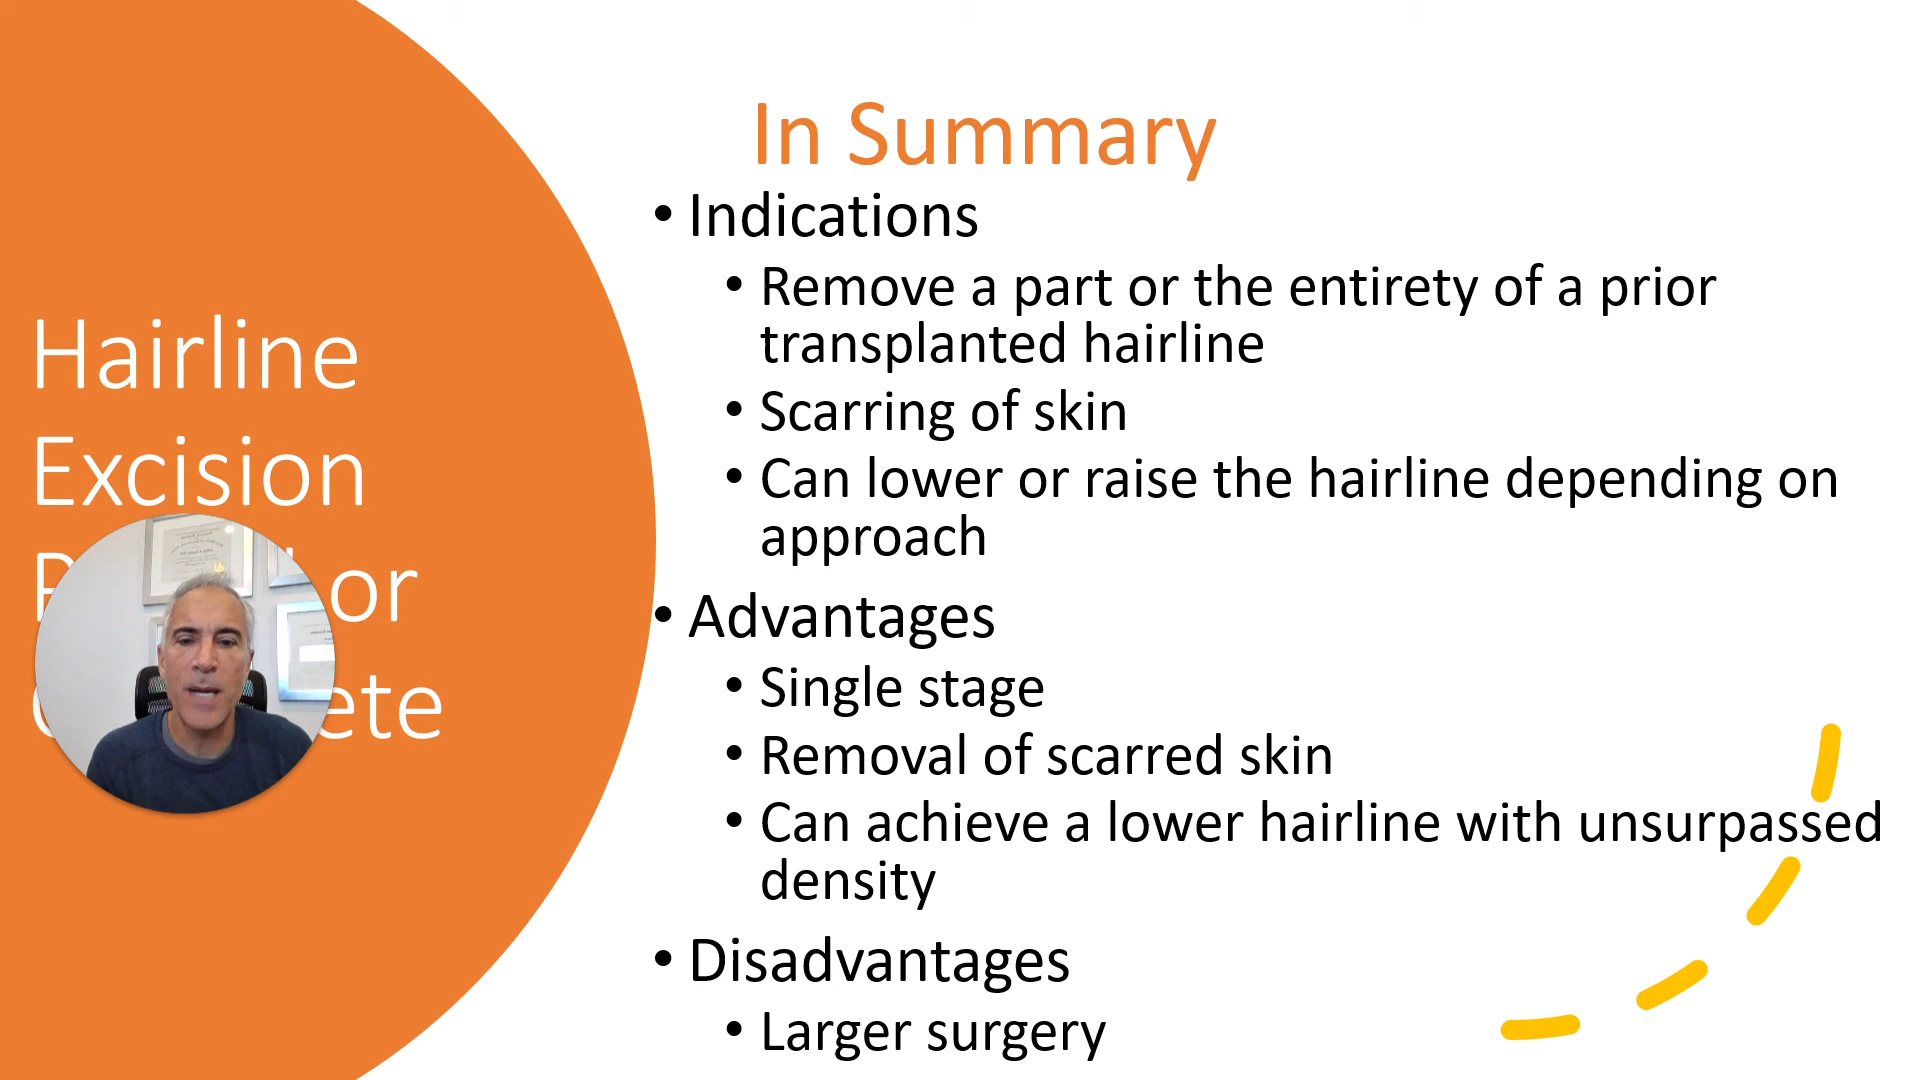 Hairline
Excision
or
In Summary
• Indications
• Remove a part or the entirety of a prior
transplanted hairline
• Scarring of skin
• Can lower or raise the hairline depending on
approach
• Advantages
• Single stage
• Removal of scarred skin
• Can achieve a lower hairline with unsurpassed
density
• Disadvantages
• Larger surgery